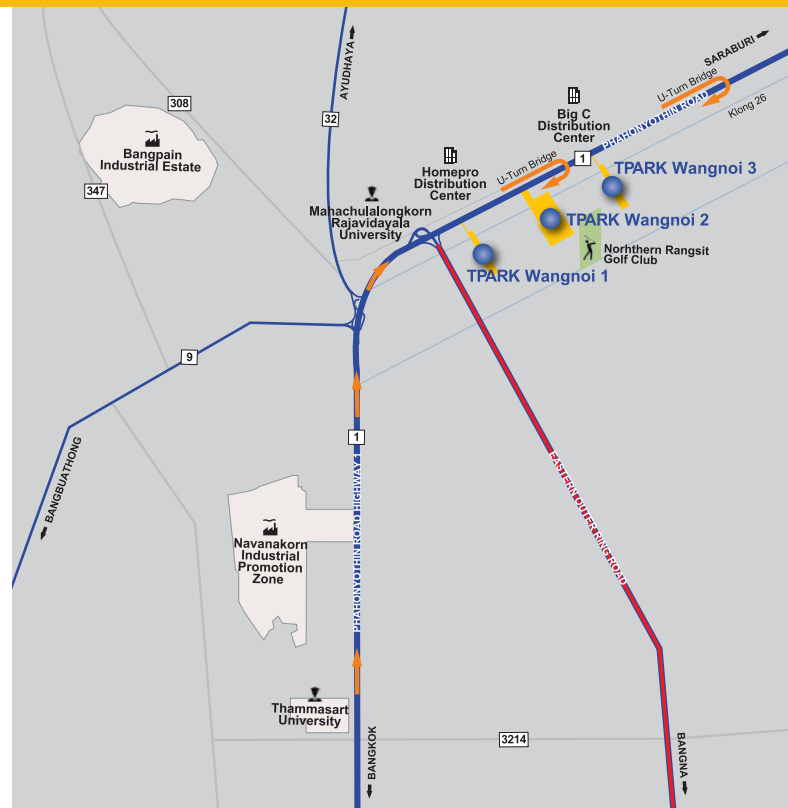 SARABURI
AYUDHAYA
U-Turn Bridge
PHAHONYOTHIN ROAD
Klong 26
308
32
Big C
Distribution
Center
Bangpain
Industrial Estate
347
Homepro
Distribution
Center
U-Turn Bridge
1
TPARK Wangnoi 3
Mahachulalongkorn
Rajavidayala
University
TPARK Wangnoi 2
Norhthern Rangsit
Golf Club
TPARK Wangnoi 1
9
1
BANGBUATHONG
PHAHONYOTHIN ROAD HIGHWAY 1
EASTERN OUTER RING ROAD
Navanakorn
Industrial
Promotion
Zone
Thammasart
University
3214
BANGKOK
BANGNA